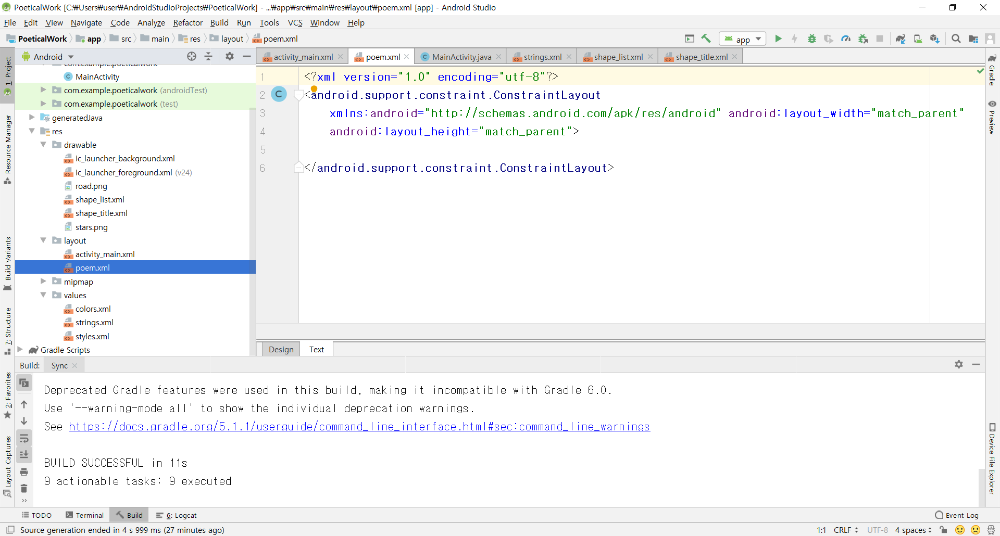 PoeticalWork [C:₩Users₩user₩AndroidStudioProjects₩PoeticalWork] - ...₩app₩src₩main₩res₩layout₩poem.xml [app] - Android Studio
File Edit View Navigate Code Analyze Refactor Build Run Tools VCS Window Help
PoeticalWork app src main res layout poem.xml app
1: Project
Resource Manager
Build Variants
7: Structure
2: Favorites
Layout Captures
Android
com.example.poeticalwork
MainActivity
com.example.poeticalwork (androidTest)
com.example.poeticalwork (test)
generatedJava
res
drawable
ic_launcher_background.xml
ic_launcher_foreground.xml (v24)
road.png
shape_list.xml
shape_title.xml
stars.png
layout
activity_main.xml
poem.xml
mipmap
values
colors.xml
strings.xml
styles.xml
Gradle Scripts
activity_main.xml poem.xml C MainActivity.java strings.xml shape_list.xml shape_title.xml
1 <?xml version="1.0" encoding="utf-8"?>
2 C <android.support.constraint.ConstraintLayout
3 xmlns:android="http://schemas.android.com/apk/res/android" android:layout_width="match_parent"
4 android:layout_height="match_parent">
5
6 </android.support.constraint.ConstraintLayout>
Design Text
Gradle
Preview
Device File Explorer
Build: Sync
Deprecated Gradle features were used in this build, making it incompatible with Gradle 6.0.
Use '--warning-mode all' to show the individual deprecation warnings.
See https://docs.gradle.org/5.1.1/userguide/command_line_interface.html#sec:command_line_warnings
BUILD SUCCESSFUL in 11s
9 actionable tasks: 9 executed
TODO Terminal Build 6: Logcat Event Log
Source generation ended in 4 s 999 ms (27 minutes ago) 1:1 CRLF UTF-8 4 spaces